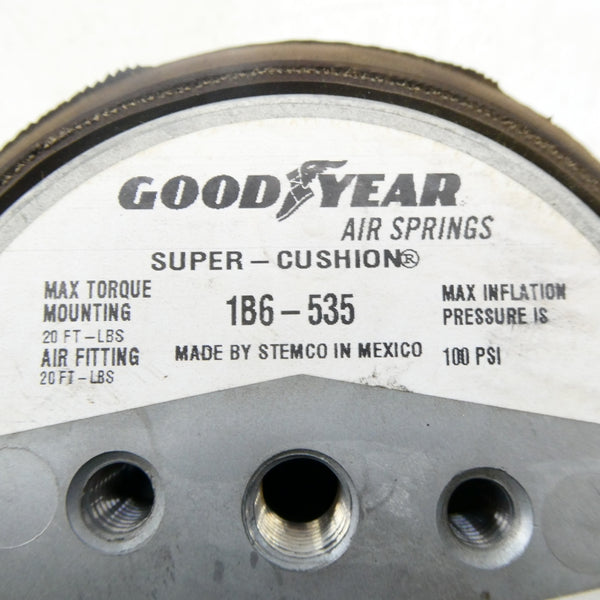 GOODYEAR
AIR SPRINGS
SUPER-CUSHION®
MAX TORQUE
MOUNTING
20 FT-LBS
AIR FITTING
20 FT-LBS
1B6-535
MADE BY STEMCO IN MEXICO
MAX INFLATION
PRESSURE IS
100 PSI